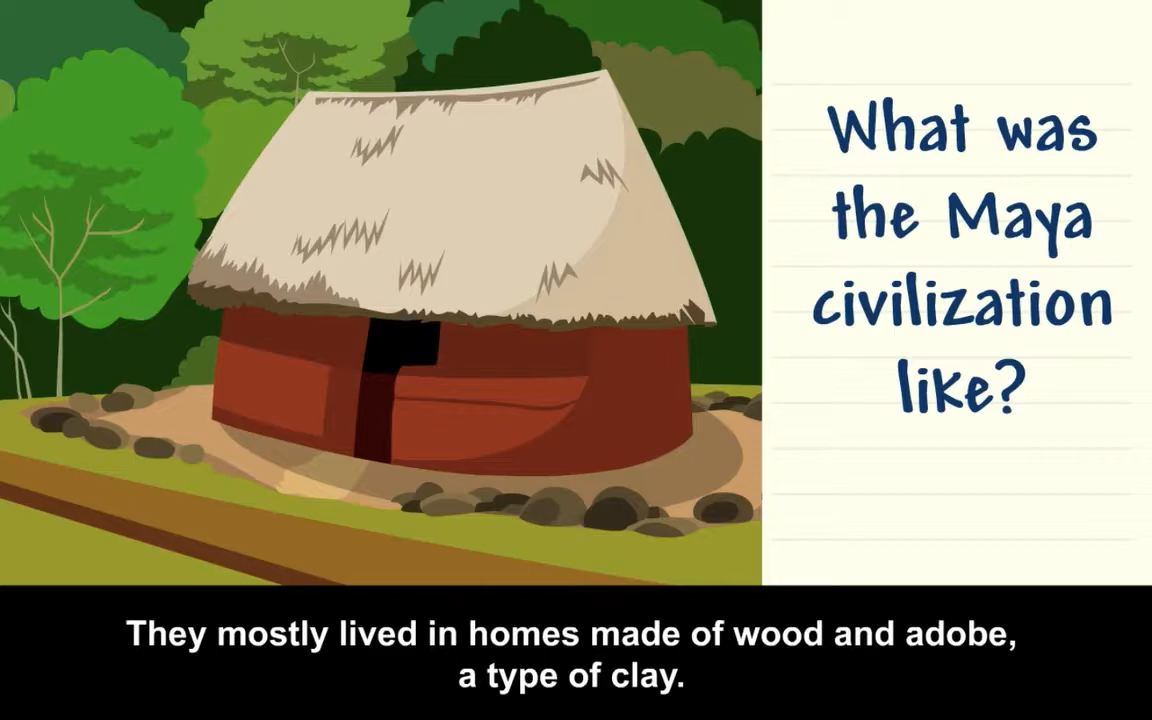 What was
the Maya
civilization
like?
They mostly lived in homes made of wood and adobe,
a type of clay.